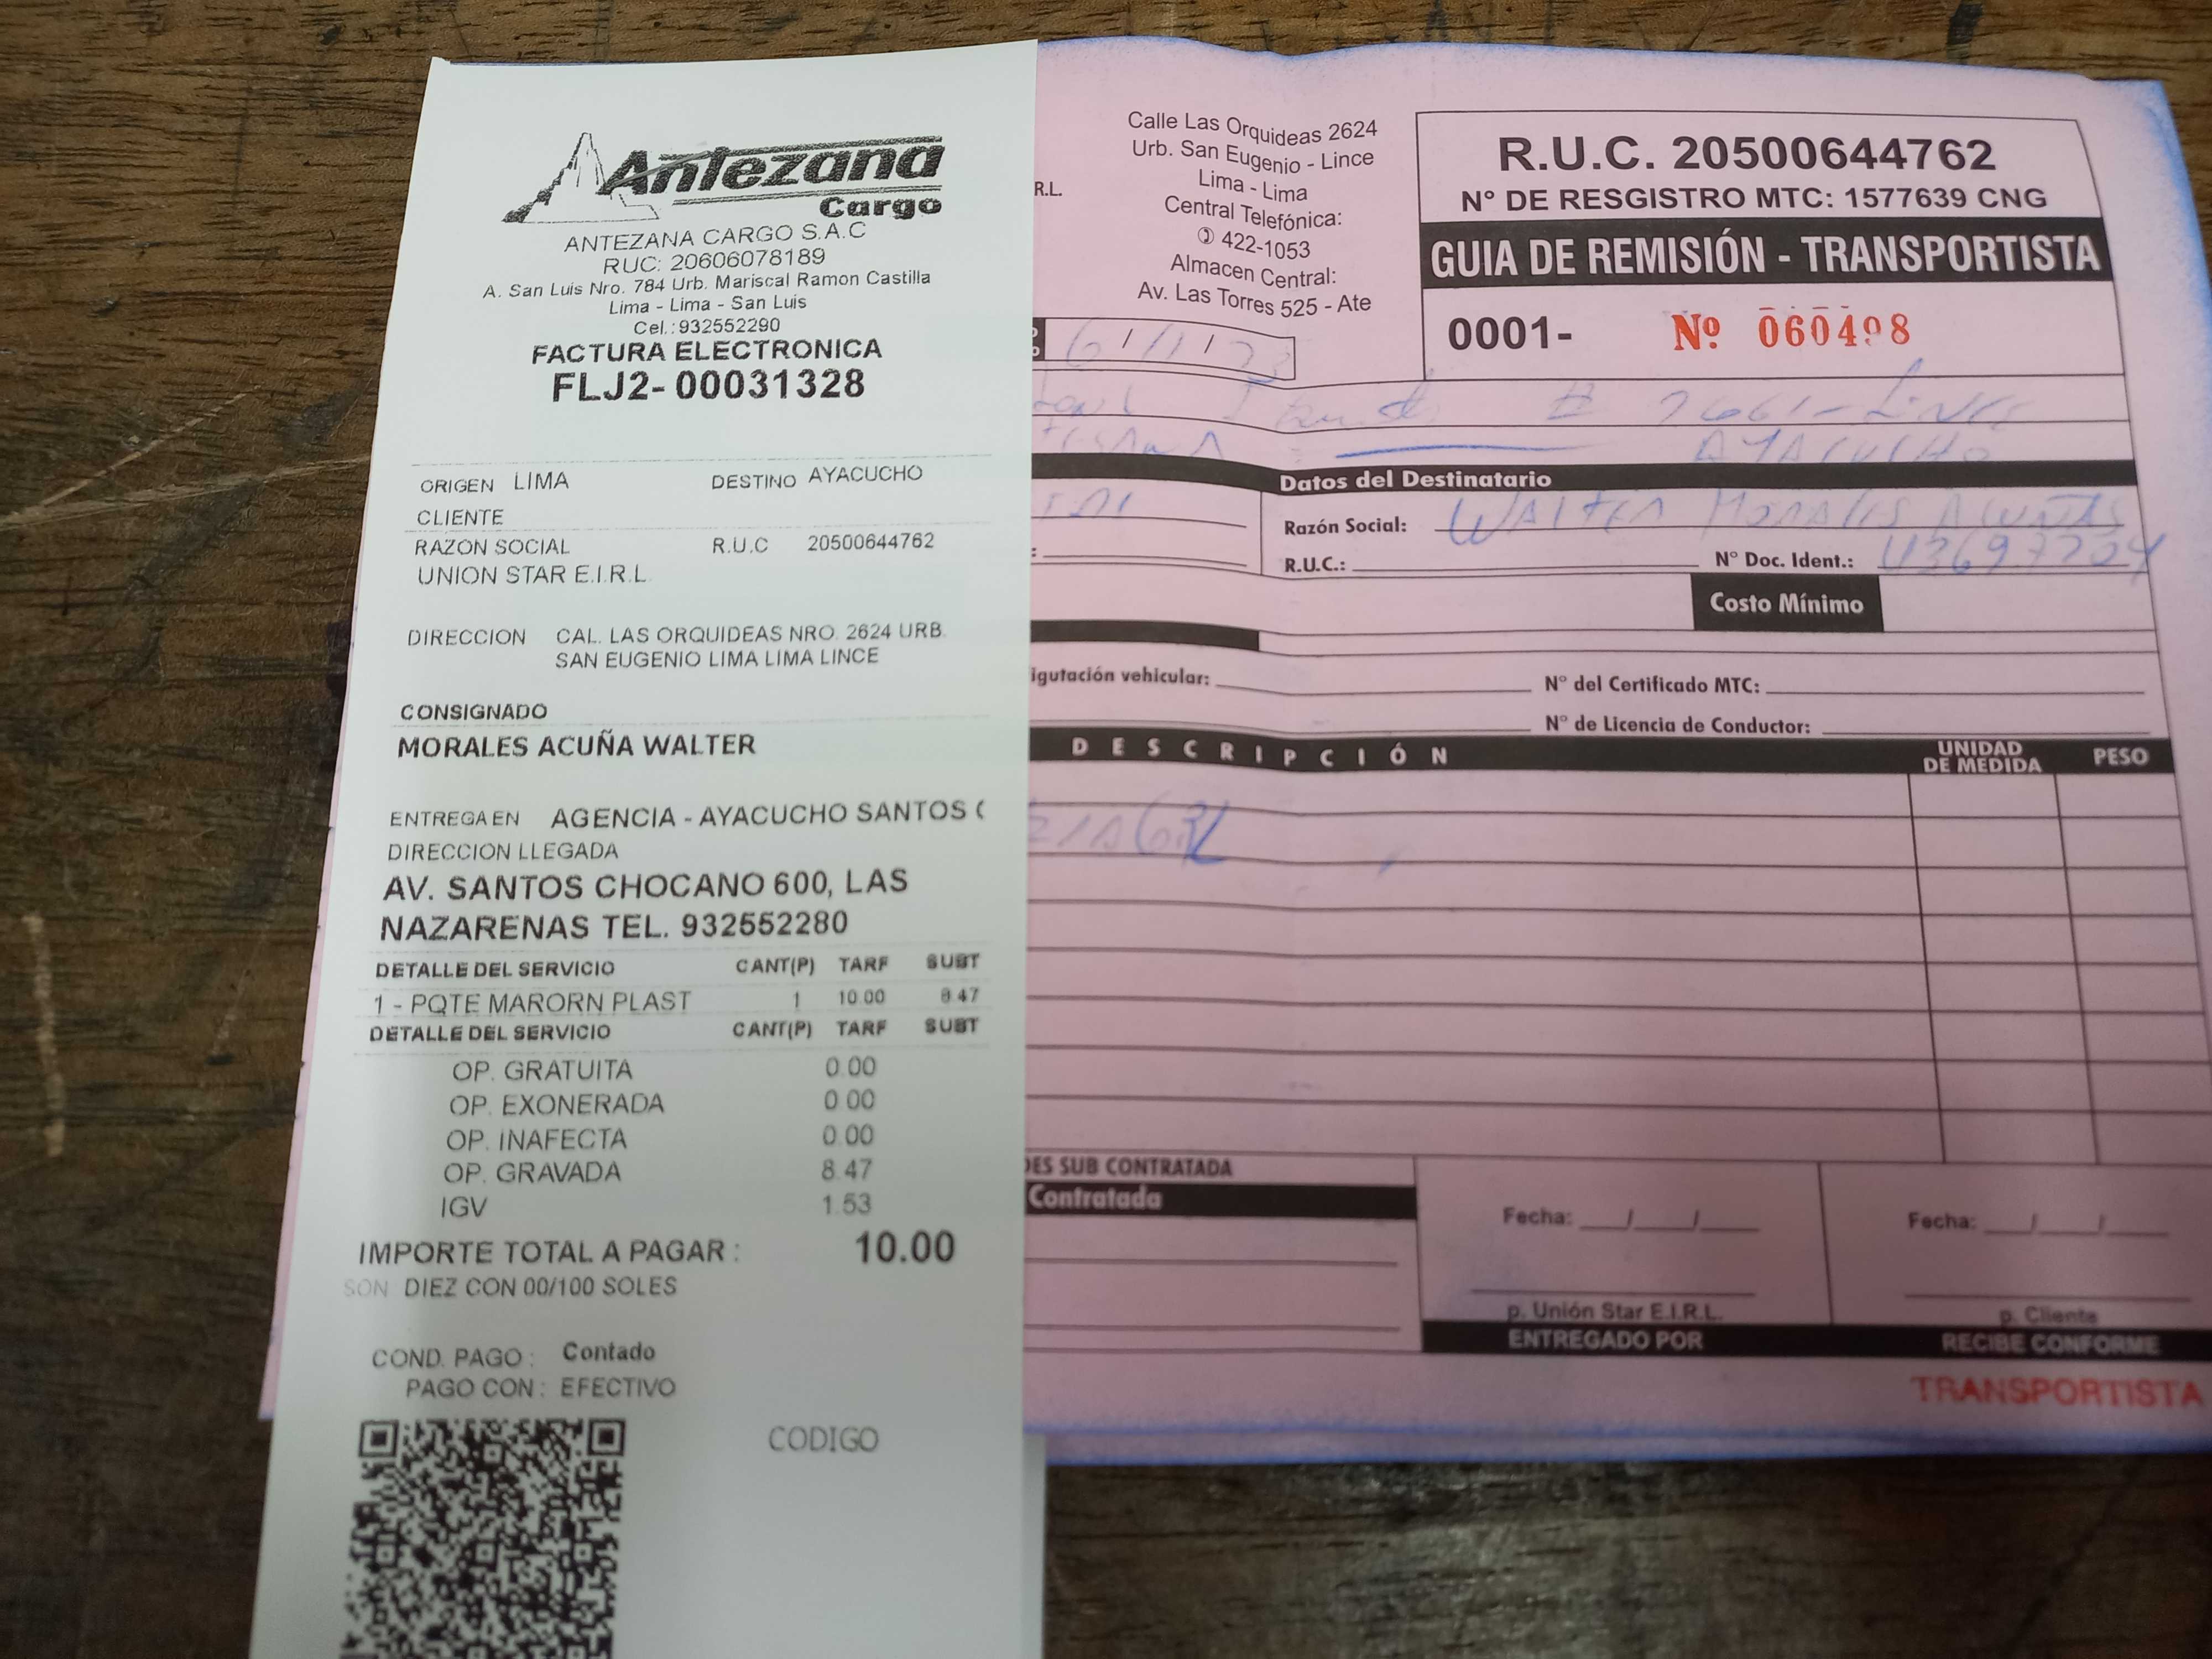 Antezana
Cargo
ANTEZANA CARGO S.A.C
RUC: 20606078189
A. San Luis Nro. 784 Urb. Mariscal Ramon Castilla
Lima - Lima - San Luis
Cel.:932552290
FACTURA ELECTRONICA
FLJ2- 00031328
ORIGEN LIMA DESTINO AYACUCHO
CLIENTE
RAZON SOCIAL R.U.C 20500644762
UNION STAR E.I.R.L
DIRECCION CAL. LAS ORQUIDEAS NRO. 2624 URB.
SAN EUGENIO LIMA LIMA LINCE
CONSIGNADO
MORALES ACUÑA WALTER
ENTREGA EN AGENCIA - AYACUCHO SANTOS (
DIRECCION LLEGADA
AV. SANTOS CHOCANO 600, LAS
NAZARENAS TEL. 932552280
DETALLE DEL SERVICIO CANT(P) TARF SUBT
1 - PQTE MARORN PLAST 1 10.00 8.47
DETALLE DEL SERVICIO CANT(P) TARF SUBT
OP. GRATUITA 0.00
OP. EXONERADA 0.00
OP. INAFECTA 0.00
OP. GRAVADA 8.47
IGV 1.53
IMPORTE TOTAL A PAGAR : 10.00
SON DIEZ CON 00/100 SOLES
COND. PAGO : Contado
PAGO CON : EFECTIVO
CODIGO
R.L.
Calle Las Orquideas 2624
Urb. San Eugenio - Lince
Lima - Lima
Central Telefónica:
422-1053
Almacen Central:
Av. Las Torres 525 - Ate
R.U.C. 20500644762
N° DE RESGISTRO MTC: 1577639 CNG
GUIA DE REMISIÓN - TRANSPORTISTA
0001- Nº 060498
AYACUCHO
Datos del Destinatario
Razón Social: WALTER MORALES
R.U.C.: N° Doc. Ident.: 43697204
Costo Mínimo
igutación vehicular: N° del Certificado MTC:
N° de Licencia de Conductor:
DESCRIPCIÓN UNIDAD DE MEDIDA PESO
DES SUB CONTRATADA
Contratada
Fecha: / / Fecha: / /
p. Unión Star E.I.R.L. p. Cliente
ENTREGADO POR RECIBE CONFORME
TRANSPORTISTA